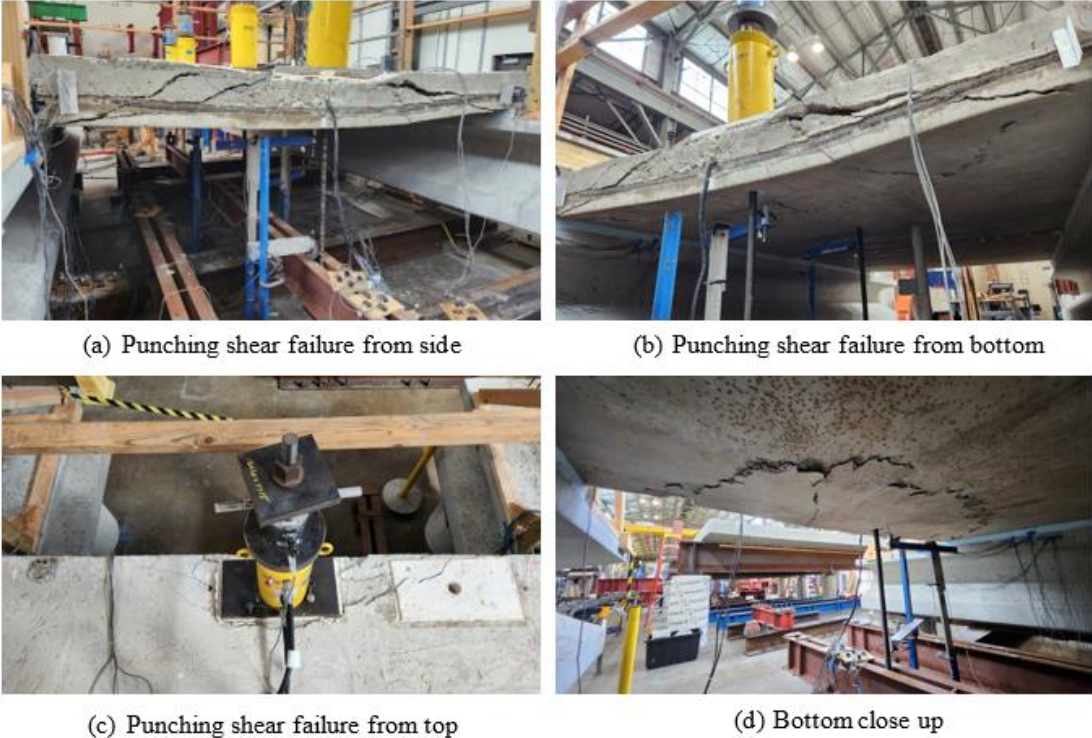 (a) Punching shear failure from side
(b) Punching shear failure from bottom
(c) Punching shear failure from top
(d) Bottom close up